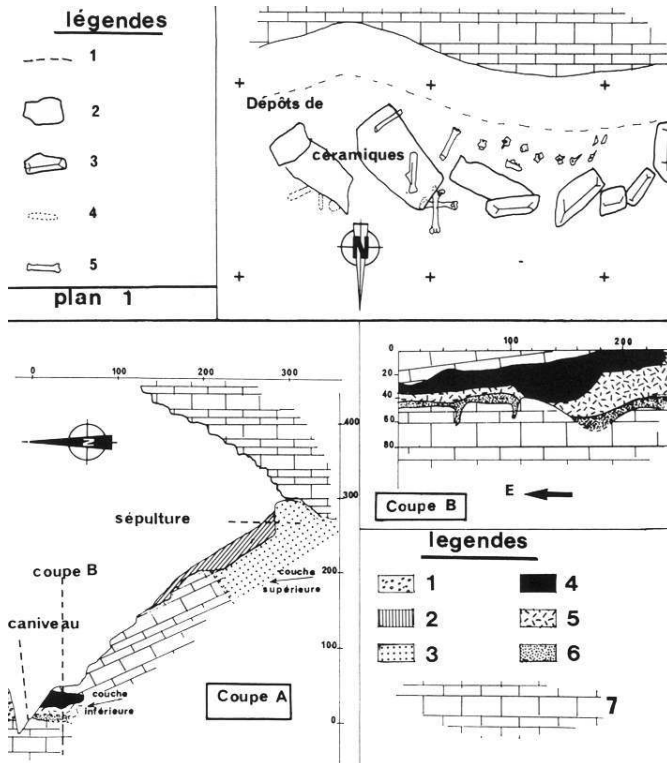 légendes
1
2
3
4
5
plan 1
Dépôts de
céramiques
N
0 100 200 300
400
300
200
100
0
N
sépulture
coupe B
caniveau
couche
supérieure
couche
inférieure
Coupe A
100 200
0
20
40
60
80
E
Coupe B
legendes
1 4
2 5
3 6
7